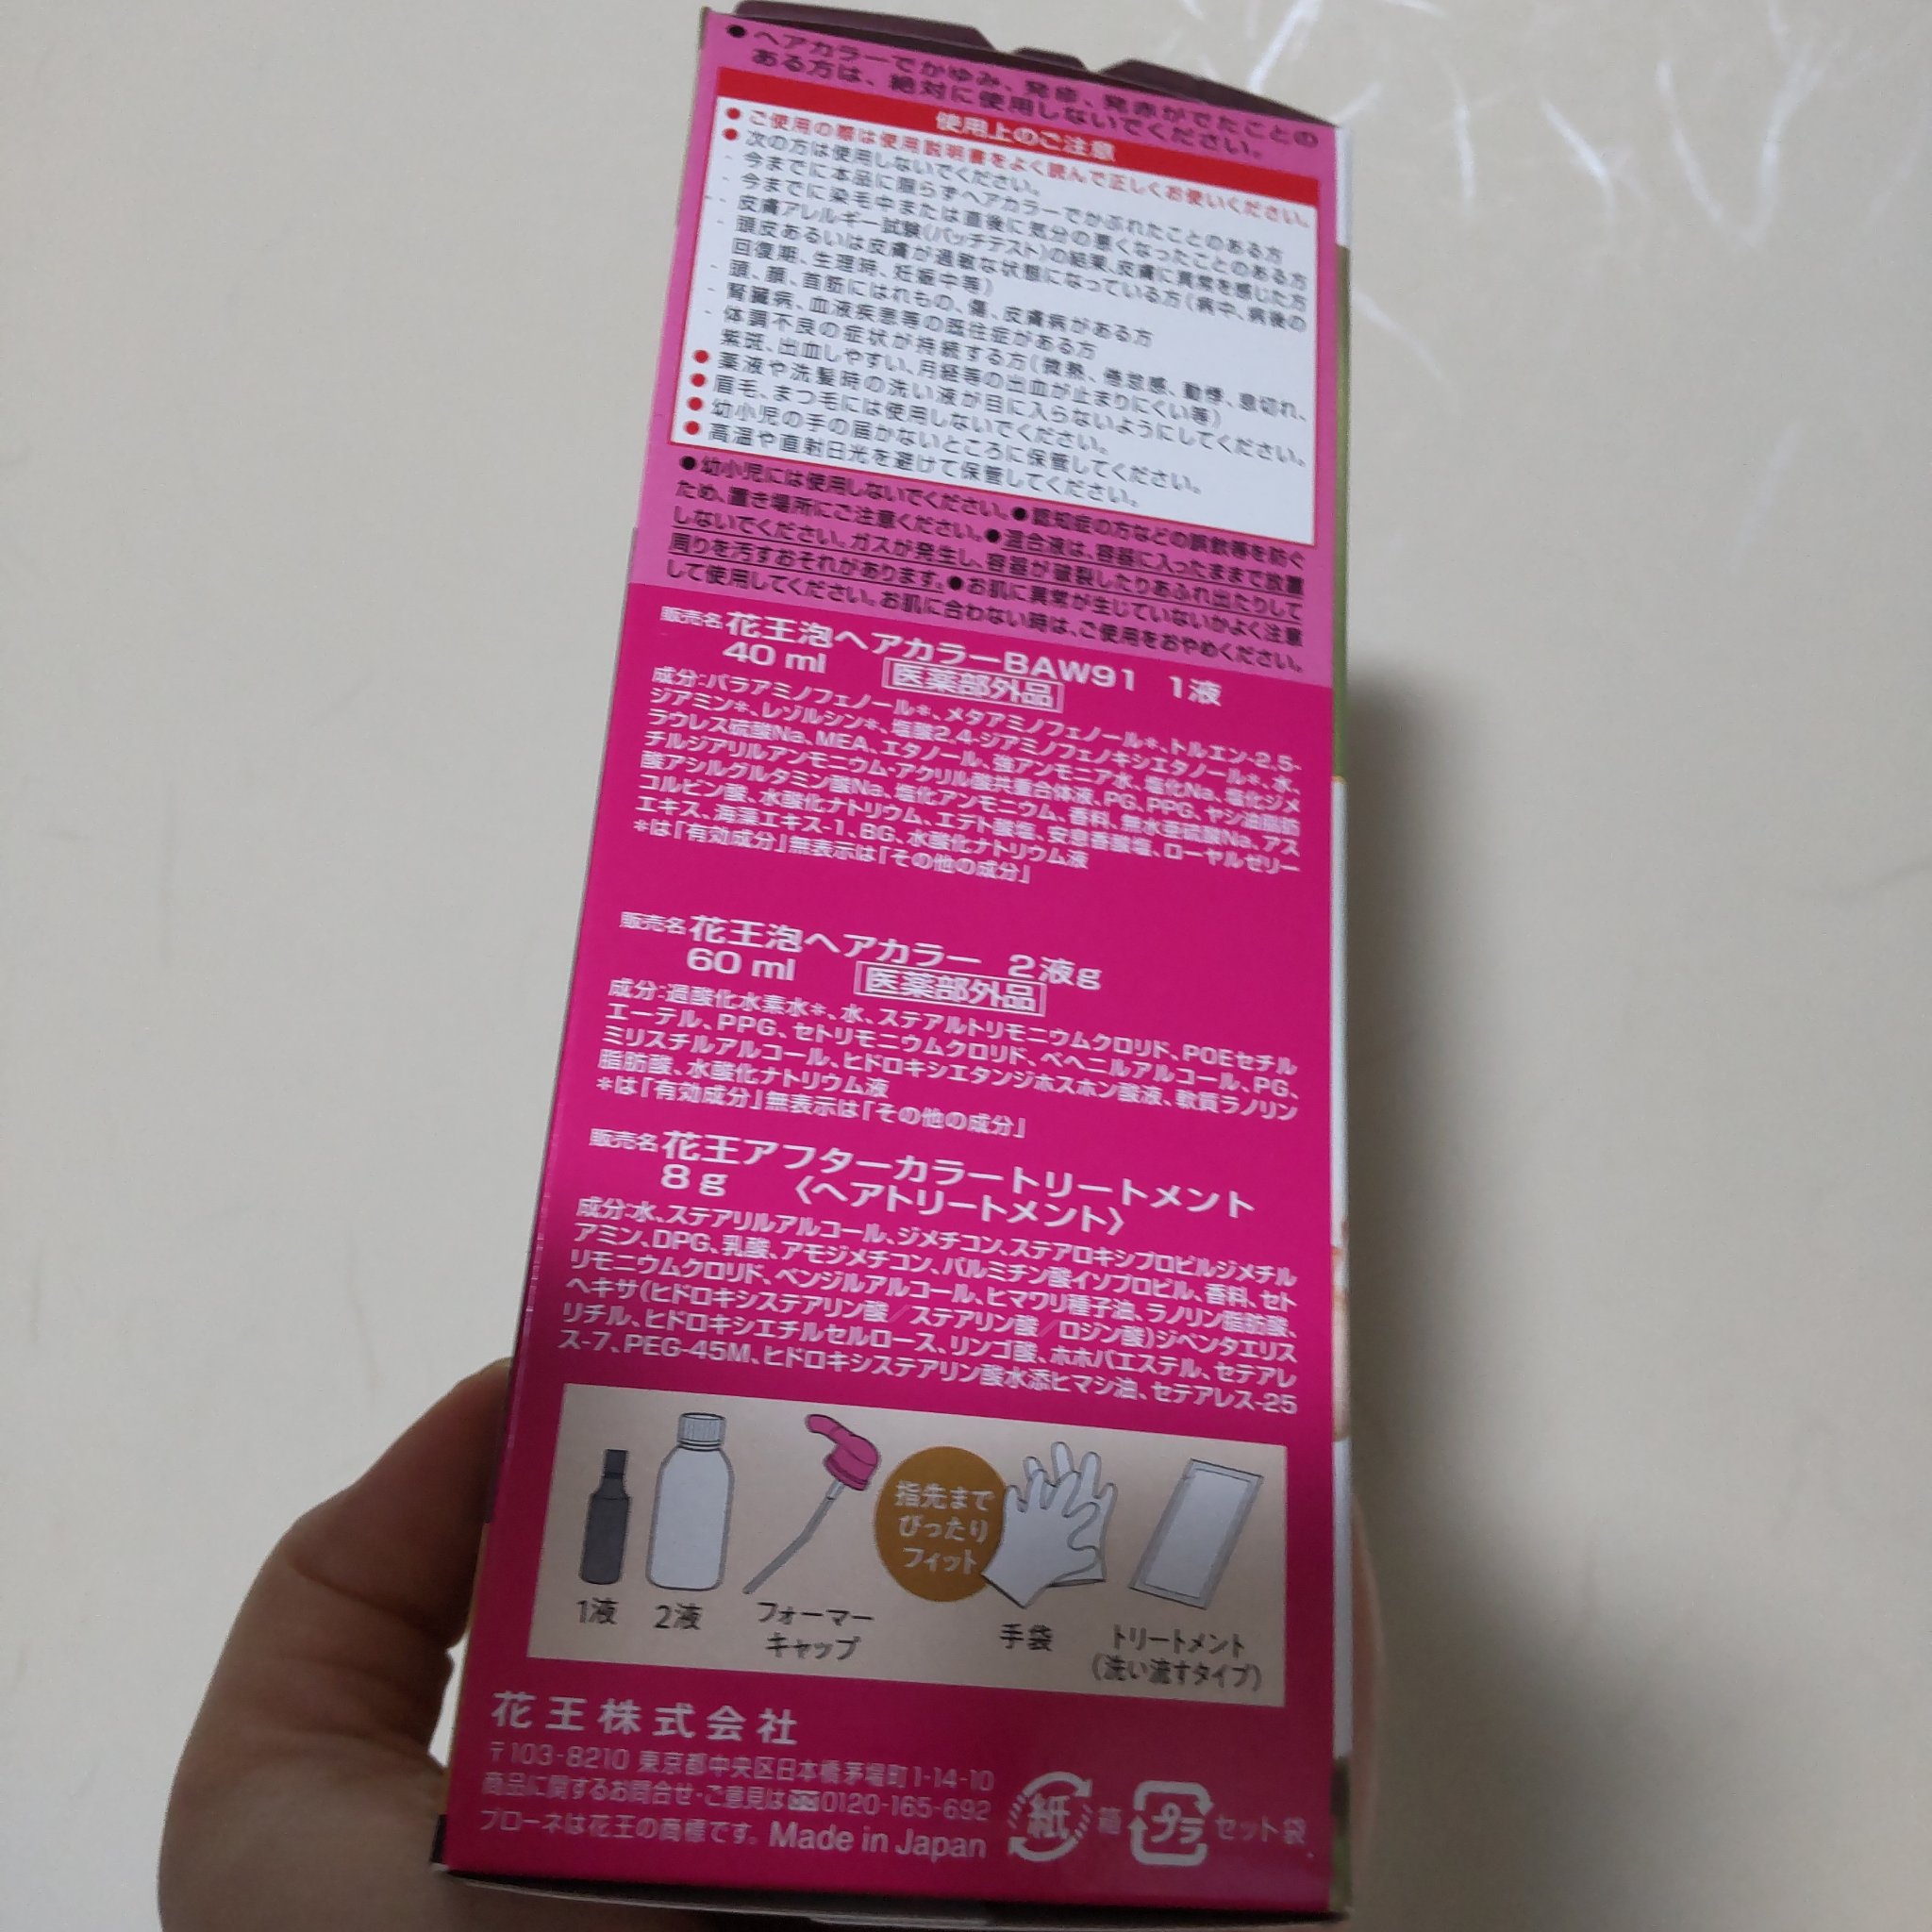 ●ヘアカラーでかゆみ、発疹、発赤がでたことの
ある方は、絶対に使用しないでください。
使用上のご注意
●ご使用の際は使用説明書をよく読んで正しくお使いください。
●次の方は使用しないでください。
- 今までに本品に限らずヘアカラーでかぶれたことのある方
- 今までに染毛中または直後に気分の悪くなったことのある方
- 皮膚アレルギー試験(パッチテスト)の結果、皮膚に異常を感じた方
- 頭皮あるいは皮膚が過敏な状態になっている方(病中、病後の
回復期、生理時、妊娠中等)
- 頭、顔、首筋にはれもの、傷、皮膚病がある方
- 腎臓病、血液疾患等の既往症がある方
- 体調不良の症状が持続する方(微熱、倦怠感、動悸、息切れ、
紫斑、出血しやすい、月経等の出血が止まりにくい等)
●薬液や洗髪時の洗い液が目に入らないようにしてください。
●眉毛、まつ毛には使用しないでください。
●幼小児の手の届かないところに保管してください。
●高温や直射日光を避けて保管してください。
●幼小児には使用しないでください。●認知症の方などの誤飲等を防ぐ
ため、置き場所にご注意ください。●混合液は、容器に入ったままで放置
しないでください。ガスが発生し、容器が破裂したりあふれ出たりして
周りを汚すおそれがあります。●お肌に異常が生じていないかよく注意
して使用してください。お肌に合わない時は、ご使用をおやめください。
販売名 花王泡ヘアカラーBAW91 1液
40 ml 医薬部外品
成分:パラアミノフェノール*、メタアミノフェノール*、トルエン-2,5-
ジアミン*、レゾルシン*、塩酸2,4-ジアミノフェノキシエタノール*、水、
ラウレス硫酸Na、MEA、エタノール、強アンモニア水、塩化Na、塩化ジメ
チルジアリルアンモニウム・アクリル酸共重合体液、PG、PPG、ヤシ油脂肪
酸アシルグルタミン酸Na、塩化アンモニウム、香料、無水亜硫酸Na、アス
コルビン酸、水酸化ナトリウム、エデト酸塩、安息香酸塩、ローヤルゼリー
エキス、海藻エキス-1、BG、水酸化ナトリウム液
*は「有効成分」無表示は「その他の成分」
販売名 花王泡ヘアカラー 2液g
60 ml 医薬部外品
成分:過酸化水素水*、水、ステアルトリモニウムクロリド、POEセチル
エーテル、PPG、セトリモニウムクロリド、ベヘニルアルコール、PG、
ミリスチルアルコール、ヒドロキシエタンジホスホン酸液、軟質ラノリン
脂肪酸、水酸化ナトリウム液
*は「有効成分」無表示は「その他の成分」
販売名 花王アフターカラートリートメント
8 g 〈ヘアトリートメント〉
成分:水、ステアリルアルコール、ジメチコン、ステアロキシプロピルジメチル
アミン、DPG、乳酸、アモジメチコン、パルミチン酸イソプロピル、香料、セト
リモニウムクロリド、ベンジルアルコール、ヒマワリ種子油、ラノリン脂肪酸、
ヘキサ(ヒドロキシステアリン酸/ステアリン酸/ロジン酸)ジペンタエリス
リチル、ヒドロキシエチルセルロース、リンゴ酸、ホホバエステル、セテアレ
ス-7、PEG-45M、ヒドロキシステアリン酸水添ヒマシ油、セテアレス-25
指先まで
ぴったり
フィット
1液
2液
フォーマー
キャップ
手袋
トリートメント
(洗い流すタイプ)
花王株式会社
〒103-8210 東京都中央区日本橋茅場町1-14-10
商品に関するお問合せ・ご意見は0120-165-692
ブローネは花王の商標です。Made in Japan
紙 箱 プラ セット袋